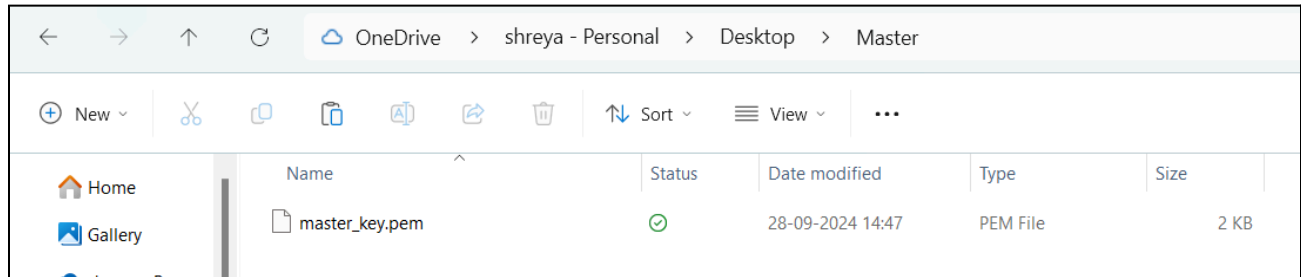 OneDrive > shreya - Personal > Desktop > Master
New Sort View ...
Name Status Date modified Type Size
Home
master_key.pem 28-09-2024 14:47 PEM File 2 KB
Gallery